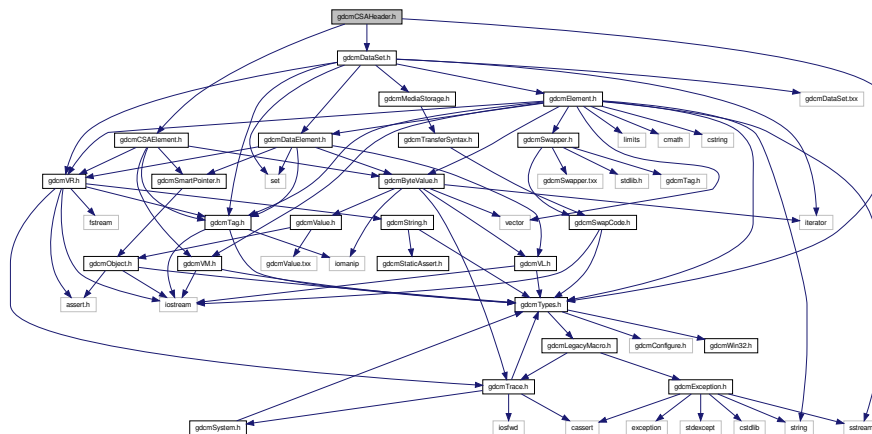 gdcmCSAHeader.h
gdcmDataSet.h
gdcmMediaStorage.h
gdcmElement.h
gdcmDataSet.txx
gdcmCSAElement.h
gdcmDataElement.h
gdcmTransferSyntax.h
gdcmSwapper.h
limits
cmath
cstring
gdcmVR.h
gdcmSmartPointer.h
set
gdcmByteValue.h
gdcmSwapper.txx
stdlib.h
gdcmTag.h
fstream
gdcmTag.h
gdcmValue.h
gdcmString.h
vector
gdcmSwapCode.h
iterator
gdcmObject.h
gdcmVM.h
gdcmValue.txx
iomanip
gdcmStaticAssert.h
gdcmVL.h
assert.h
iostream
gdcmTypes.h
gdcmLegacyMacro.h
gdcmConfigure.h
gdcmWin32.h
gdcmTrace.h
gdcmException.h
gdcmSystem.h
iosfwd
cassert
exception
stdexcept
cstdlib
string
sstream